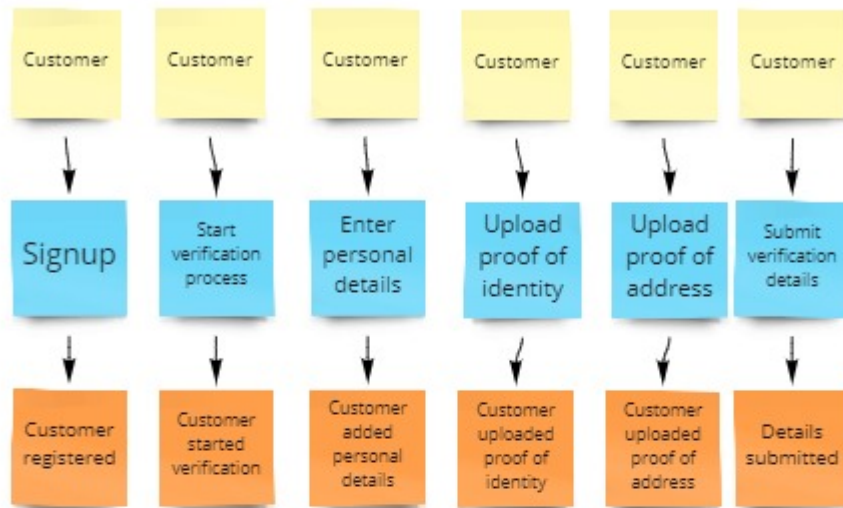 Customer
Customer
Customer
Customer
Customer
Customer
Signup
Start
verification
process
Enter
personal
details
Upload
proof of
identity
Upload
proof of
address
Submit
verification
details
Customer
registered
Customer
started
verification
Customer
added
personal
details
Customer
uploaded
proof of
identity
Customer
uploaded
proof of
address
Details
submitted